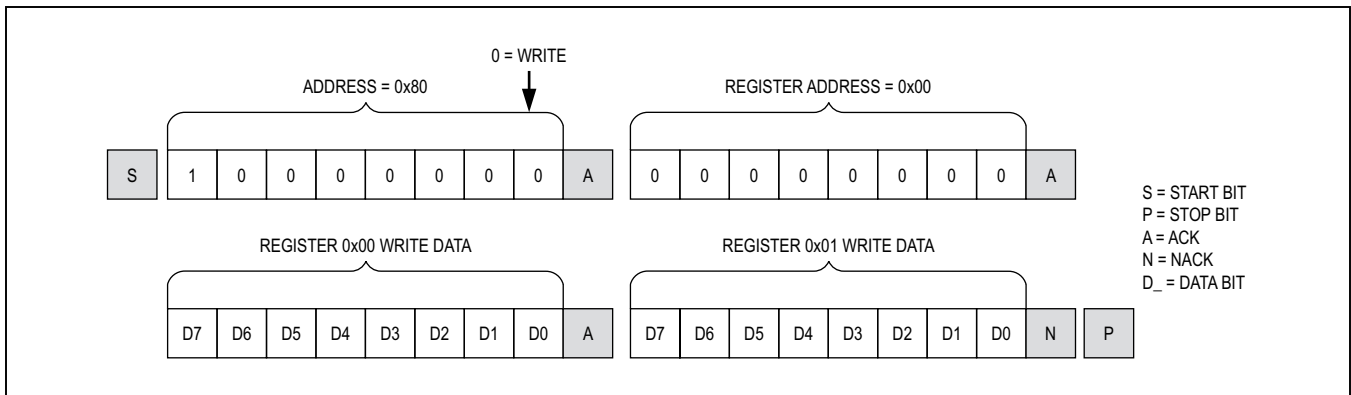 0 = WRITE
ADDRESS = 0x80
REGISTER ADDRESS = 0x00
S 1 0 0 0 0 0 0 0 A 0 0 0 0 0 0 0 0 A
REGISTER 0x00 WRITE DATA
REGISTER 0x01 WRITE DATA
D7 D6 D5 D4 D3 D2 D1 D0 A D7 D6 D5 D4 D3 D2 D1 D0 N P
S = START BIT
P = STOP BIT
A = ACK
N = NACK
D_ = DATA BIT